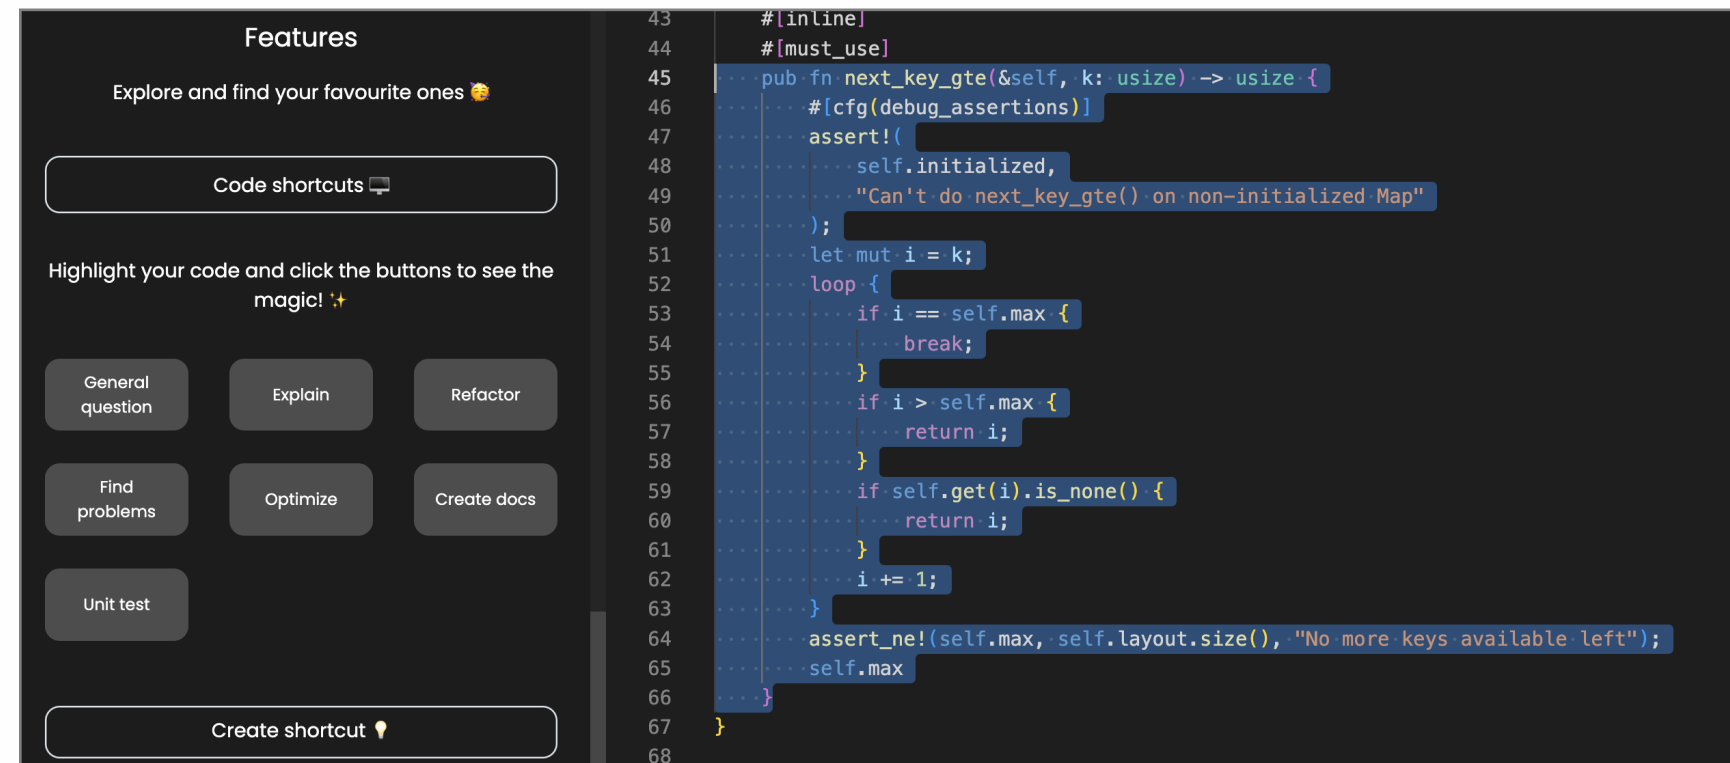 Features
Explore and find your favourite ones 🥳
Code shortcuts 🖥️
Highlight your code and click the buttons to see the
magic! ✨
General
question
Explain
Refactor
Find
problems
Optimize
Create docs
Unit test
Create shortcut 💡
43 #[inline]
44 #[must_use]
45 pub fn next_key_gte(&self, k: usize) -> usize {
46 #[cfg(debug_assertions)]
47 assert!(
48 self.initialized,
49 "Can't do next_key_gte() on non-initialized Map"
50 );
51 let mut i = k;
52 loop {
53 if i == self.max {
54 break;
55 }
56 if i > self.max {
57 return i;
58 }
59 if self.get(i).is_none() {
60 return i;
61 }
62 i += 1;
63 }
64 assert_ne!(self.max, self.layout.size(), "No more keys available left");
65 self.max
66 }
67 }
68